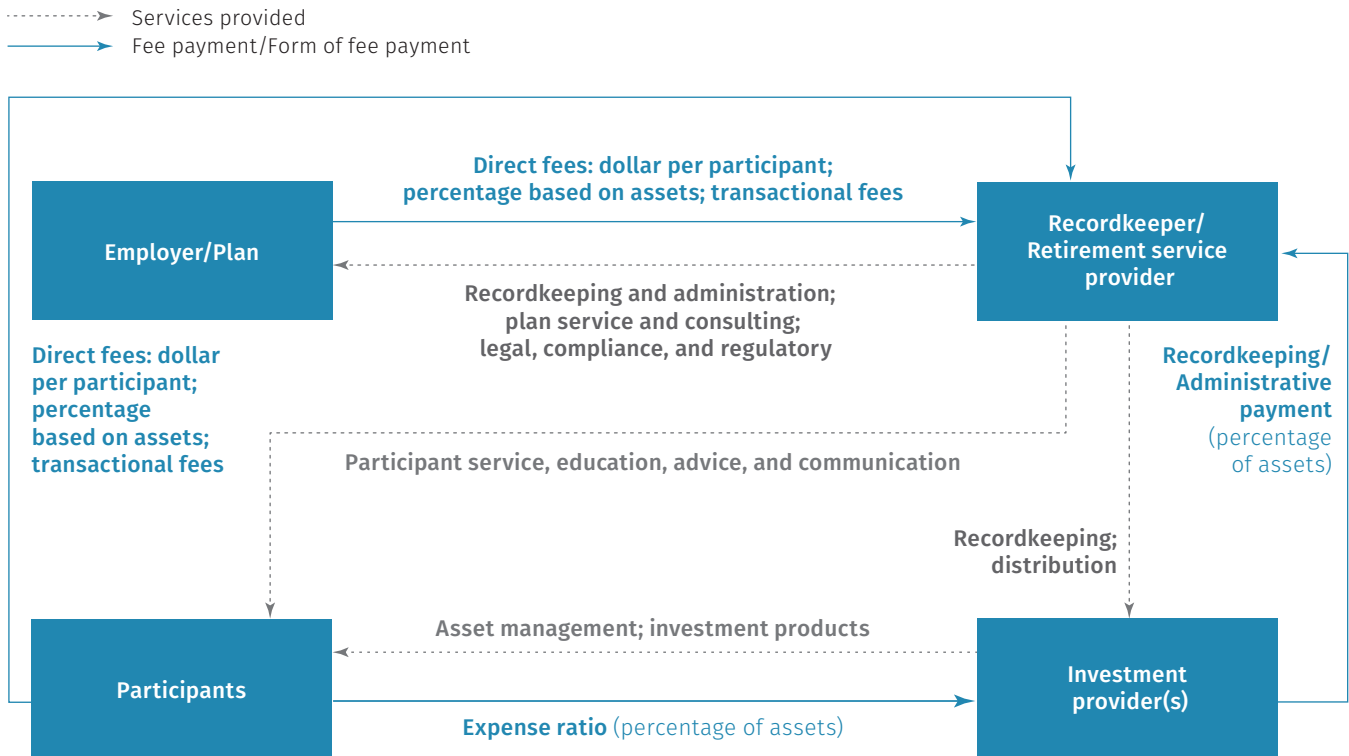 Services provided
Fee payment/Form of fee payment
Direct fees: dollar per participant;
percentage based on assets; transactional fees
Employer/Plan
Recordkeeper/
Retirement service
provider
Recordkeeping and administration;
plan service and consulting;
legal, compliance, and regulatory
Direct fees: dollar
per participant;
percentage
based on assets;
transactional fees
Recordkeeping/
Administrative
payment
(percentage
of assets)
Participant service, education, advice, and communication
Recordkeeping;
distribution
Asset management; investment products
Participants
Investment
provider(s)
Expense ratio (percentage of assets)